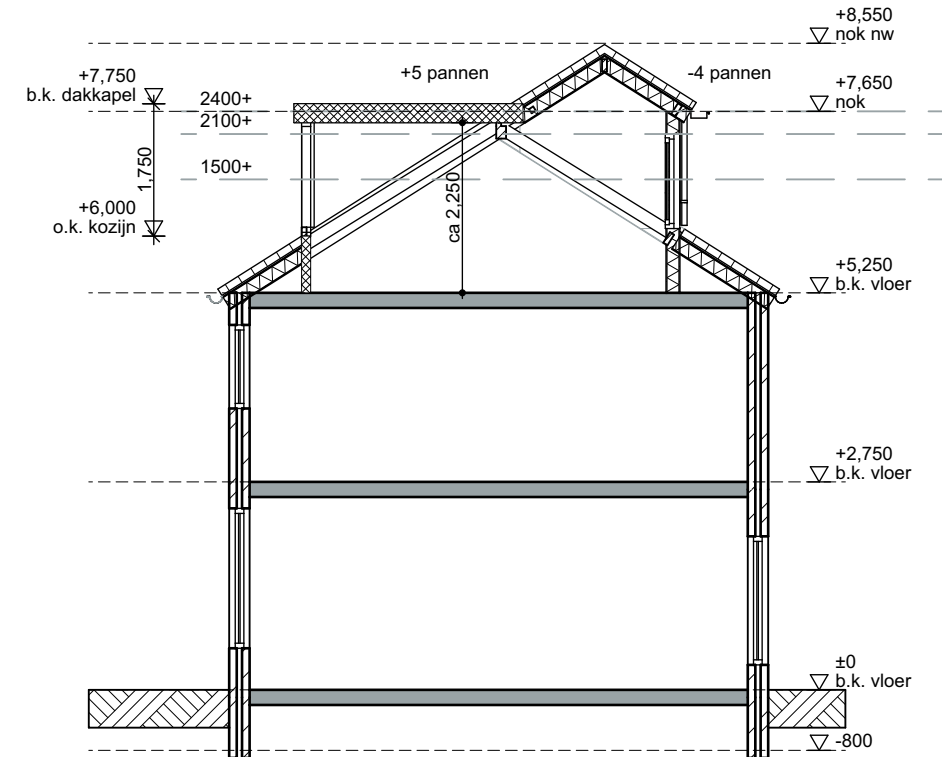 +8,550
nok nw
+5 pannen
-4 pannen
+7,750
b.k. dakkapel
+7,650
nok
2400+
2100+
1500+
1,750
ca 2,250
+6,000
o.k. kozijn
+5,250
b.k. vloer
+2,750
b.k. vloer
±0
b.k. vloer
-800